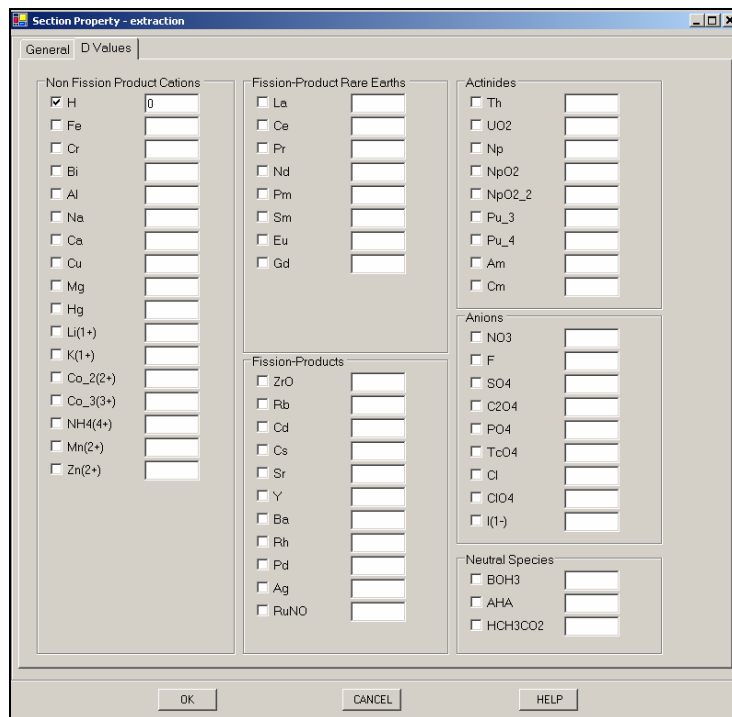 Section Property - extraction
General
D Values
Non Fission Product Cations
H
0
Fe
Cr
Bi
Al
Na
Ca
Cu
Mg
Hg
Li(1+)
K(1+)
Co_2(2+)
Co_3(3+)
NH4(4+)
Mn(2+)
Zn(2+)
Fission-Product Rare Earths
La
Ce
Pr
Nd
Pm
Sm
Eu
Gd
Fission-Products
ZrO
Rb
Cd
Cs
Sr
Y
Ba
Rh
Pd
Ag
RuNO
Actinides
Th
UO2
Np
NpO2
NpO2_2
Pu_3
Pu_4
Am
Cm
Anions
NO3
F
SO4
C2O4
PO4
TcO4
Cl
ClO4
I(1-)
Neutral Species
BOH3
AHA
HCH3CO2
OK
CANCEL
HELP